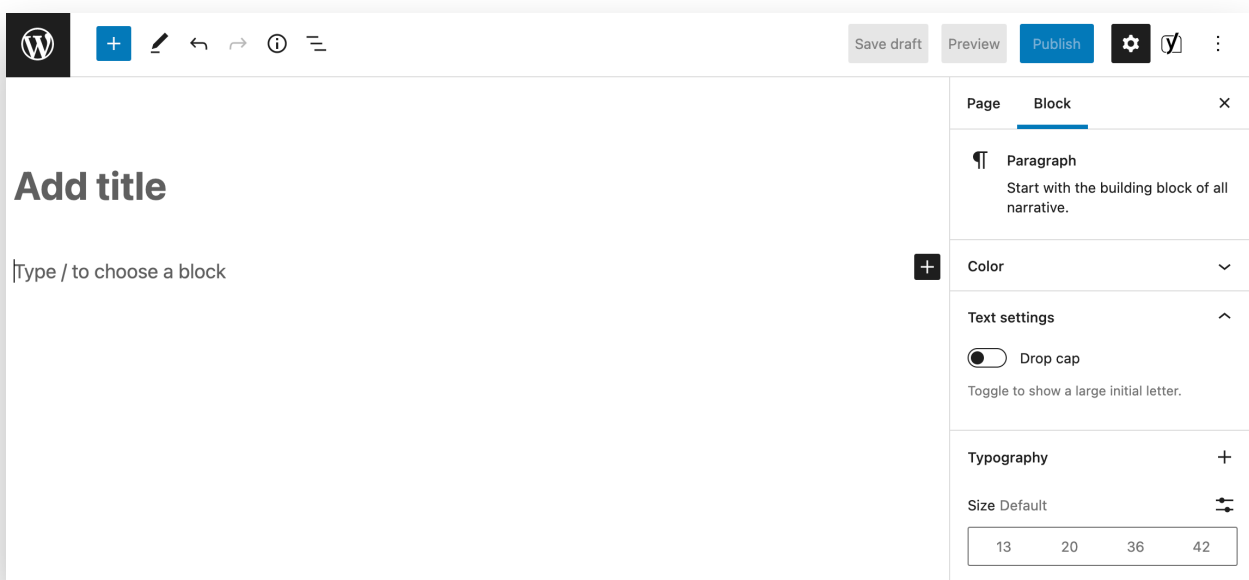 Save draft
Preview
Publish
Page
Block
Add title
Paragraph
Start with the building block of all
narrative.
Type / to choose a block
Color
Text settings
Drop cap
Toggle to show a large initial letter.
Typography
Size Default
13 20 36 42